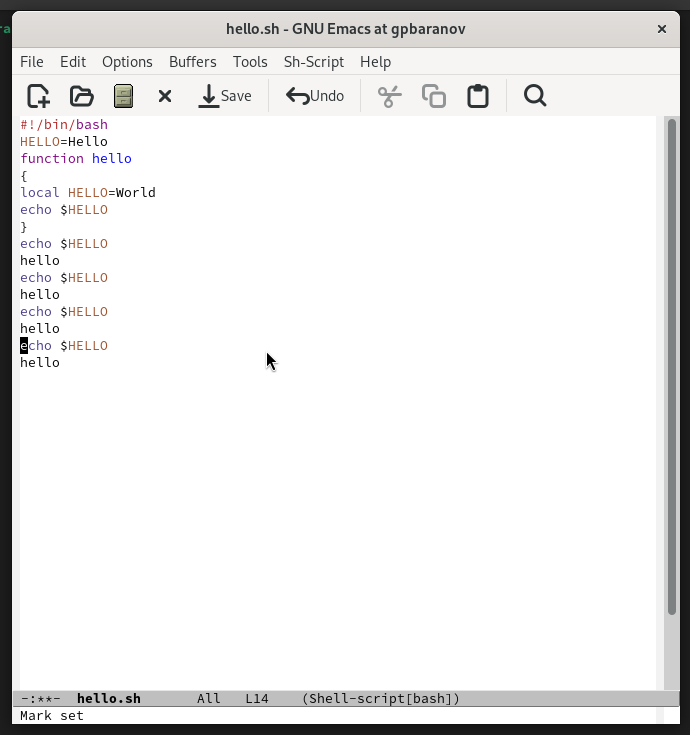 ra
hello.sh - GNU Emacs at gpbaranov
File Edit Options Buffers Tools Sh-Script Help
Save Undo
#!/bin/bash
HELLO=Hello
function hello
{
local HELLO=World
echo $HELLO
}
echo $HELLO
hello
echo $HELLO
hello
echo $HELLO
hello
echo $HELLO
hello
-:**- hello.sh All L14 (Shell-script[bash])
Mark set